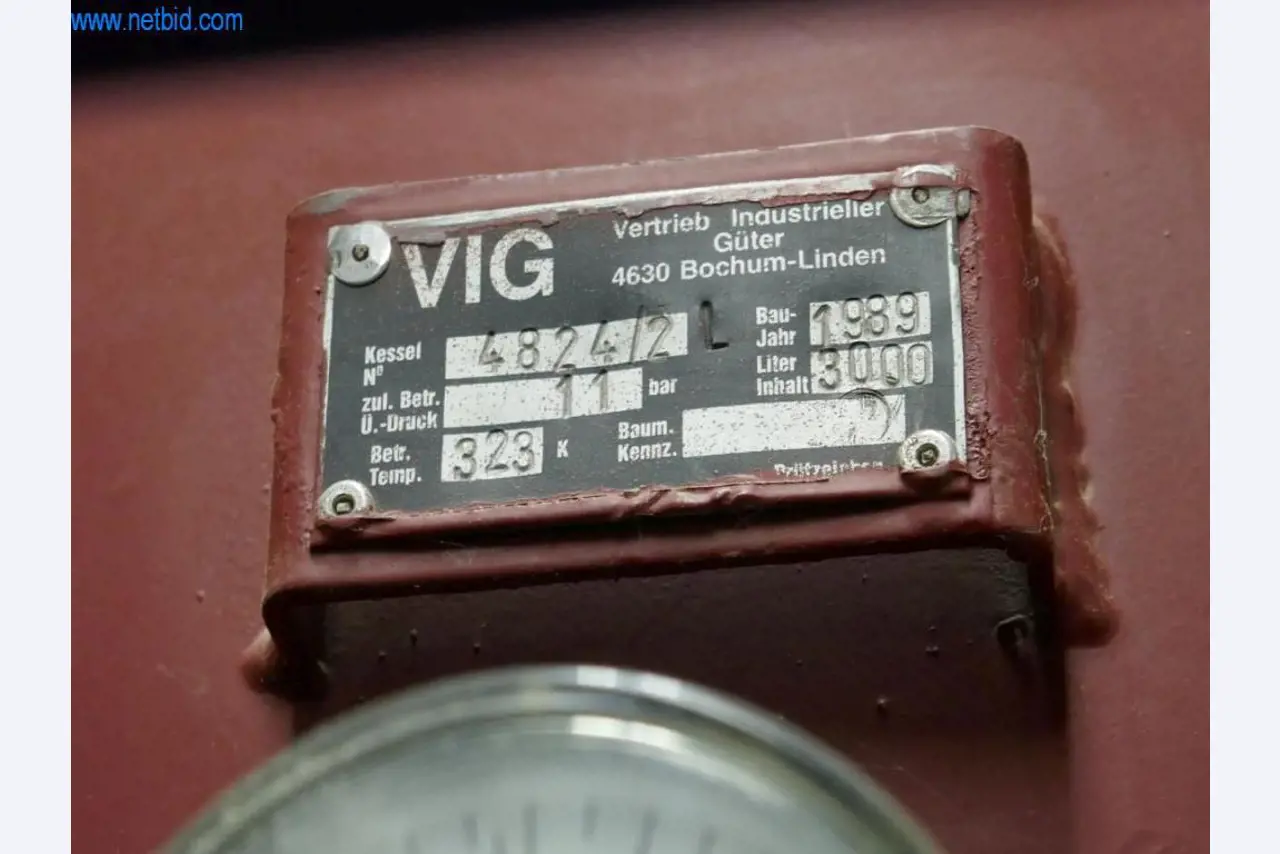 www.netbid.com
VIG
Vertrieb Industrieller
Güter
4630 Bochum-Linden
Kessel
Nº 4824/2 L
zul. Betr.
Ü.-Druck 11 bar
Betr.
Temp. 323 K
Bau-
Jahr 1989
Liter
Inhalt 3000
Baum.
Kennz.
Prüfzeichen